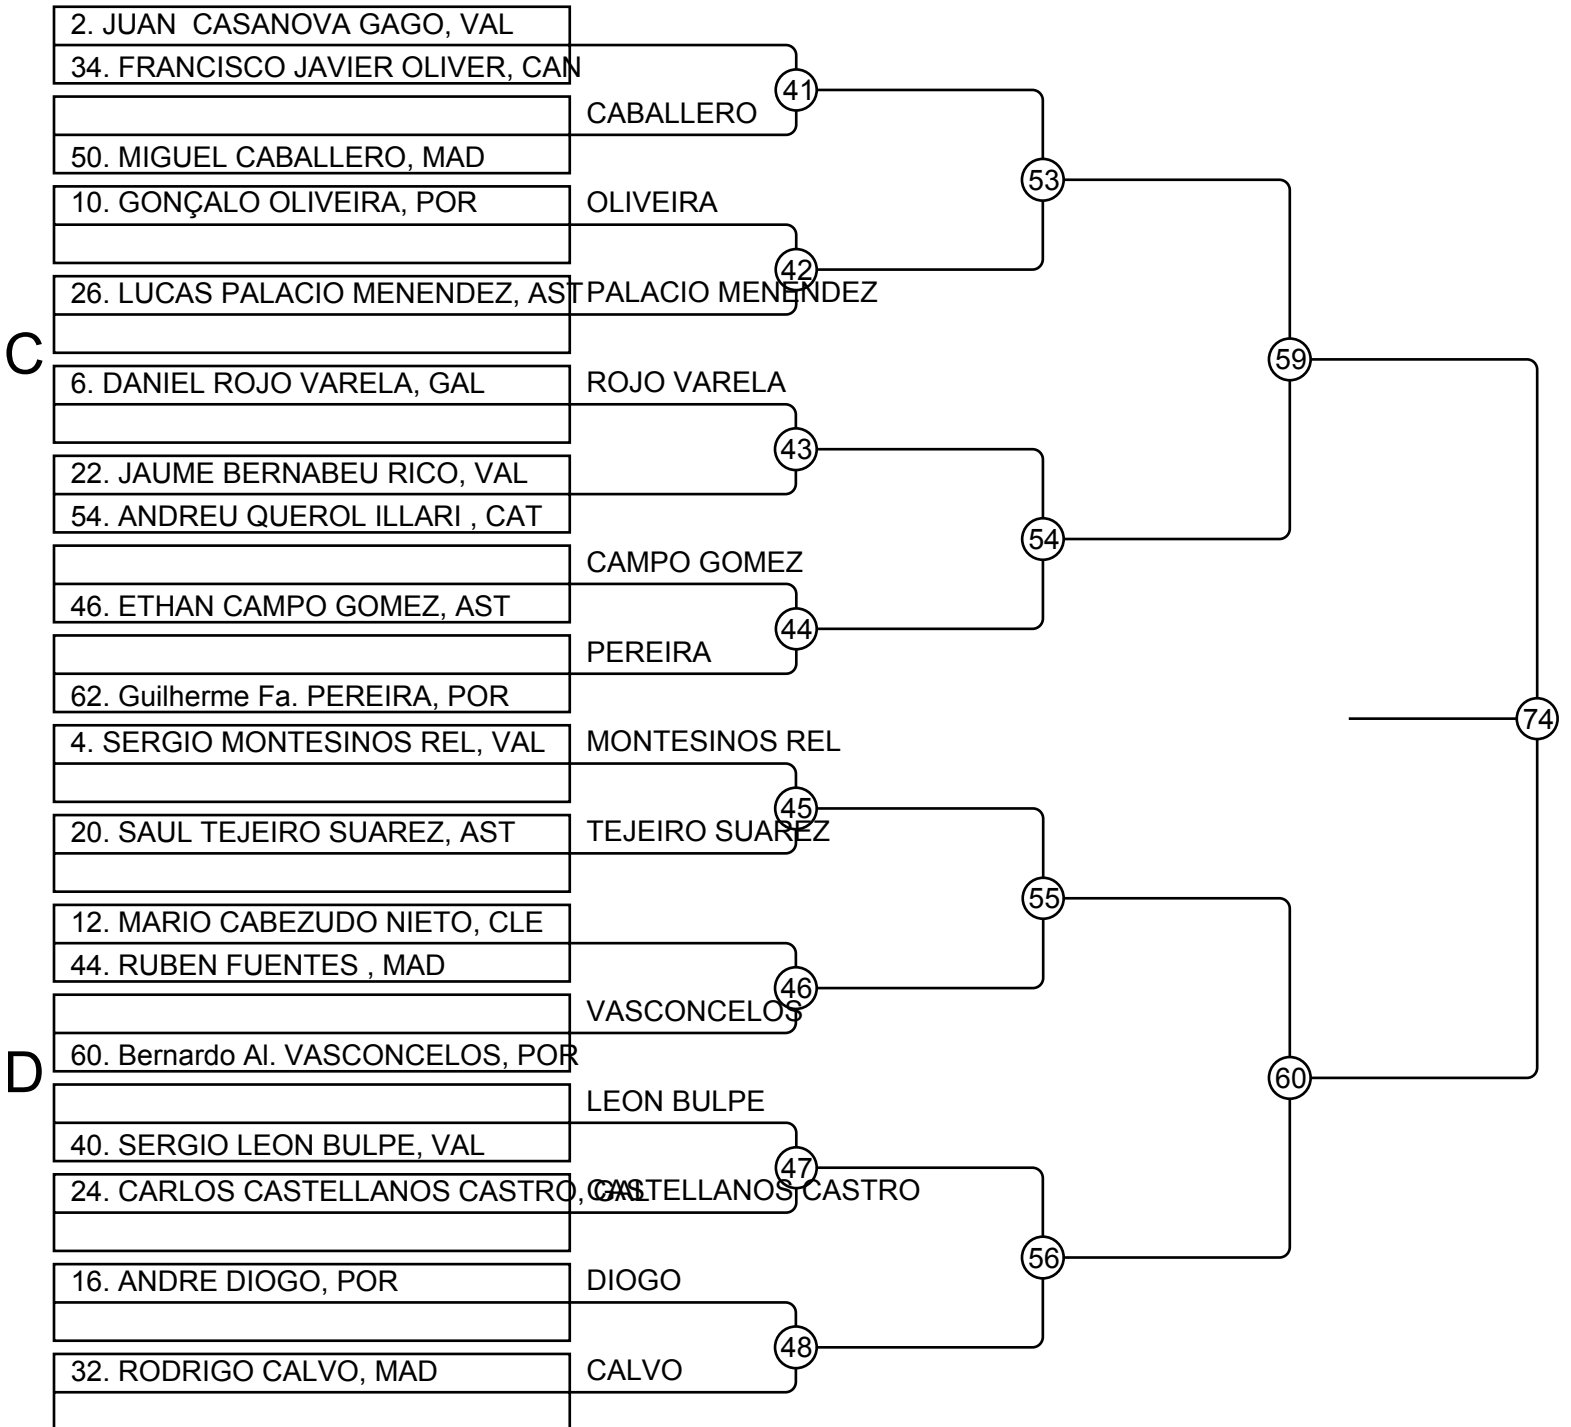 2. JUAN  CASANOVA GAGO, VAL
34. FRANCISCO JAVIER OLIVER, CAN
41
CABALLERO
50. MIGUEL CABALLERO, MAD
53
10. GONÇALO OLIVEIRA, POR
OLIVEIRA
42
26. LUCAS PALACIO MENENDEZ, AST
PALACIO MENENDEZ
C
59
6. DANIEL ROJO VARELA, GAL
ROJO VARELA
43
22. JAUME BERNABEU RICO, VAL
54. ANDREU QUEROL ILLARI , CAT
54
CAMPO GOMEZ
46. ETHAN CAMPO GOMEZ, AST
44
PEREIRA
62. Guilherme Fa. PEREIRA, POR
74
4. SERGIO MONTESINOS REL, VAL
MONTESINOS REL
45
20. SAUL TEJEIRO SUAREZ, AST
TEJEIRO SUAREZ
55
12. MARIO CABEZUDO NIETO, CLE
44. RUBEN FUENTES , MAD
46
VASCONCELOS
60. Bernardo Al. VASCONCELOS, POR
D
60
LEON BULPE
40. SERGIO LEON BULPE, VAL
47
24. CARLOS CASTELLANOS CASTRO, GAL
CASTELLANOS CASTRO
56
16. ANDRE DIOGO, POR
DIOGO
48
32. RODRIGO CALVO, MAD
CALVO